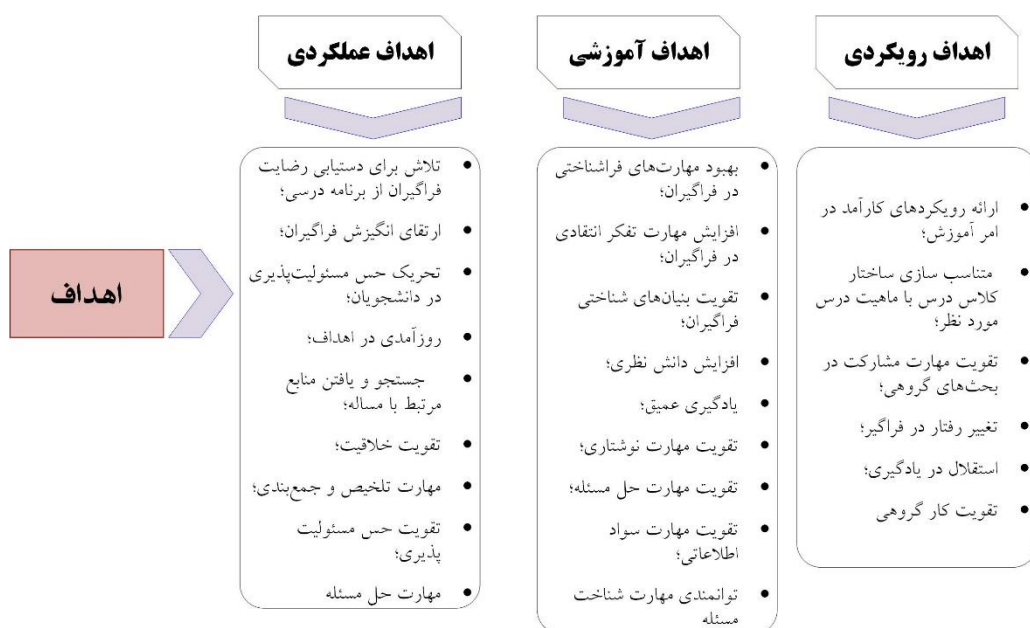 اهداف رویکردی
ارائه رویکردهای کارآمد در
امر آموزش؛
متناسب سازی ساختار
کلاس درس با ماهیت درس
مورد نظر؛
تقویت مهارت مشارکت در
بحث‌های گروهی؛
تغییر رفتار در فراگیر؛
استقلال در یادگیری؛
تقویت کار گروهی
اهداف آموزشی
بهبود مهارت‌های فراشناختی
در فراگیران؛
افزایش مهارت تفکر انتقادی
در فراگیران؛
تقویت بنیان‌های شناختی
فراگیران؛
افزایش دانش نظری؛
یادگیری عمیق؛
تقویت مهارت نوشتاری؛
تقویت مهارت حل مسئله؛
تقویت مهارت سواد
اطلاعاتی؛
توانمندی مهارت شناخت
مسئله
اهداف عملکردی
تلاش برای دستیابی رضایت
فراگیران از برنامه درسی؛
ارتقای انگیزش فراگیران؛
تحریک حس مسئولیت‌پذیری
در دانشجویان؛
روزآمدی در اهداف؛
جستجو و یافتن منابع
مرتبط با مساله؛
تقویت خلاقیت؛
مهارت تلخیص و جمع‌بندی؛
تقویت حس مسئولیت
پذیری؛
مهارت حل مسئله
اهداف